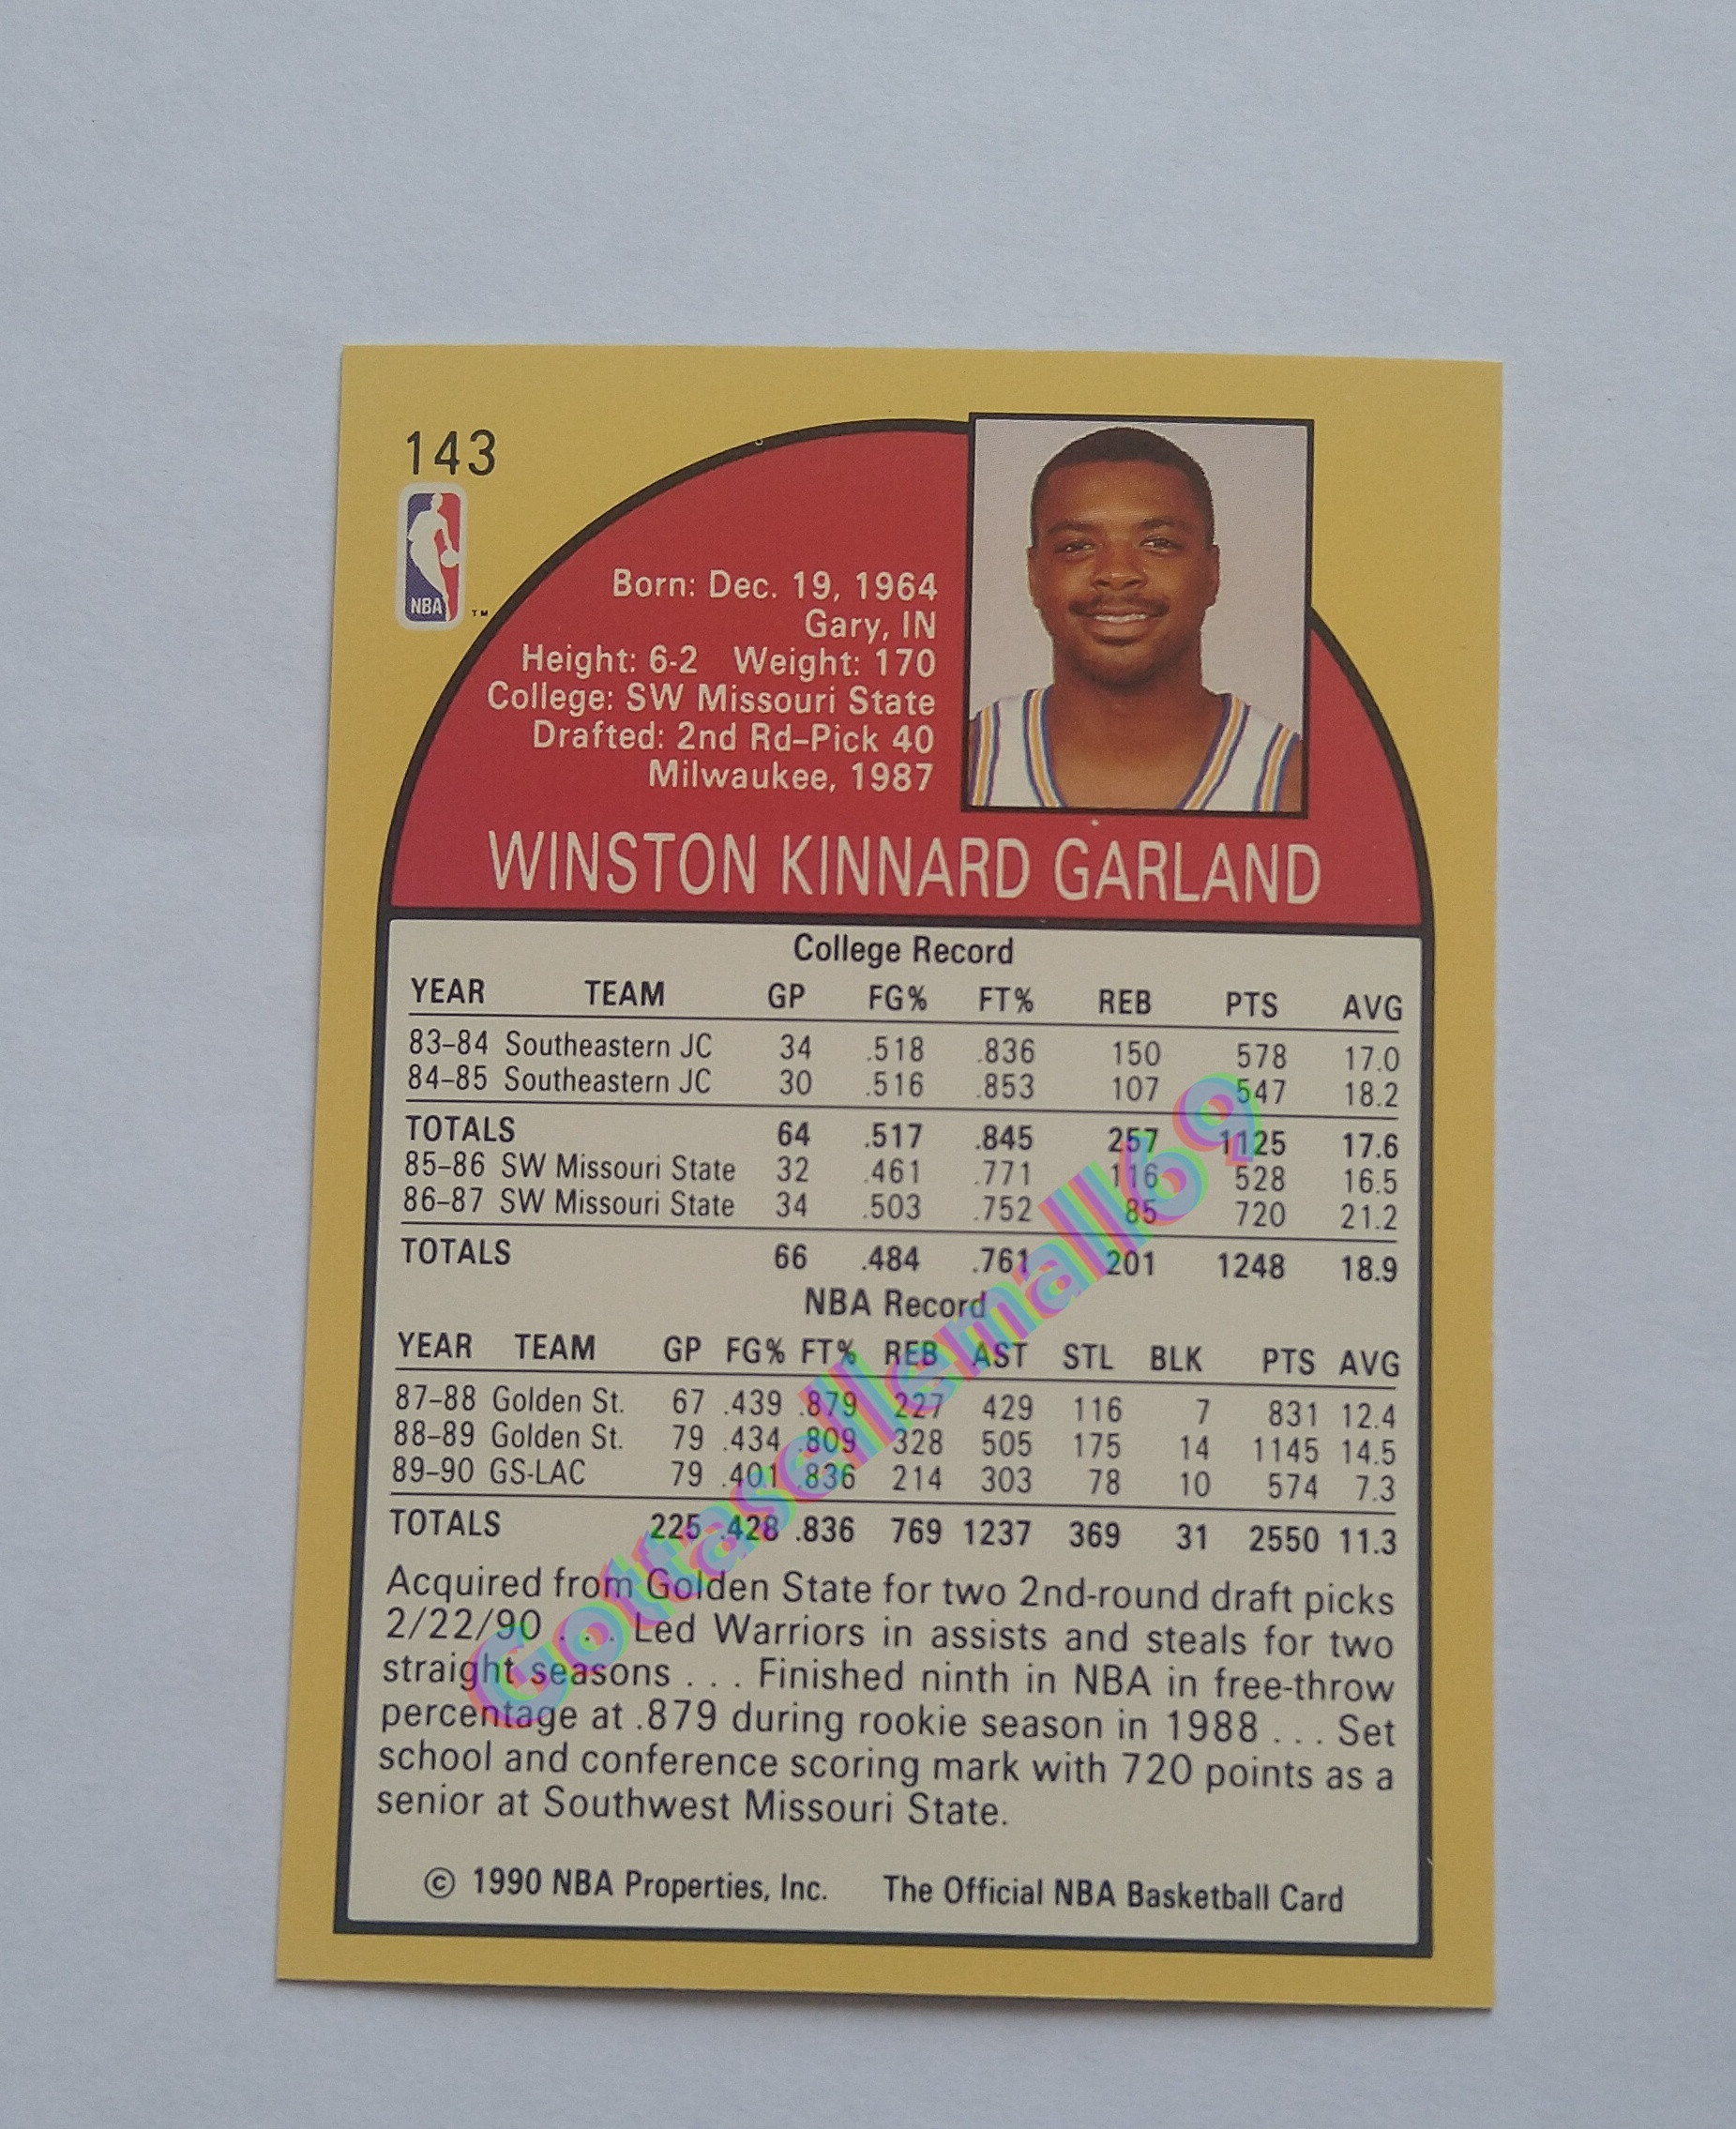 143
NBA
TM
Born: Dec. 19, 1964
Gary, IN
Height: 6-2 Weight: 170
College: SW Missouri State
Drafted: 2nd Rd–Pick 40
Milwaukee, 1987
WINSTON KINNARD GARLAND
College Record
YEAR TEAM GP FG% FT% REB PTS AVG
83–84 Southeastern JC 34 .518 .836 150 578 17.0
84–85 Southeastern JC 30 .516 .853 107 547 18.2
TOTALS 64 .517 .845 257 1125 17.6
85–86 SW Missouri State 32 .461 .771 116 528 16.5
86–87 SW Missouri State 34 .503 .752 85 720 21.2
TOTALS 66 .484 .761 201 1248 18.9
NBA Record
YEAR TEAM GP FG% FT% REB AST STL BLK PTS AVG
87–88 Golden St. 67 .439 .879 227 429 116 7 831 12.4
88–89 Golden St. 79 .434 .809 328 505 175 14 1145 14.5
89–90 GS-LAC 79 .401 .836 214 303 78 10 574 7.3
TOTALS 225 .428 .836 769 1237 369 31 2550 11.3
Acquired from Golden State for two 2nd-round draft picks
2/22/90 . . . Led Warriors in assists and steals for two
straight seasons . . . Finished ninth in NBA in free-throw
percentage at .879 during rookie season in 1988 . . . Set
school and conference scoring mark with 720 points as a
senior at Southwest Missouri State.
© 1990 NBA Properties, Inc. The Official NBA Basketball Card
Gottasellemall69